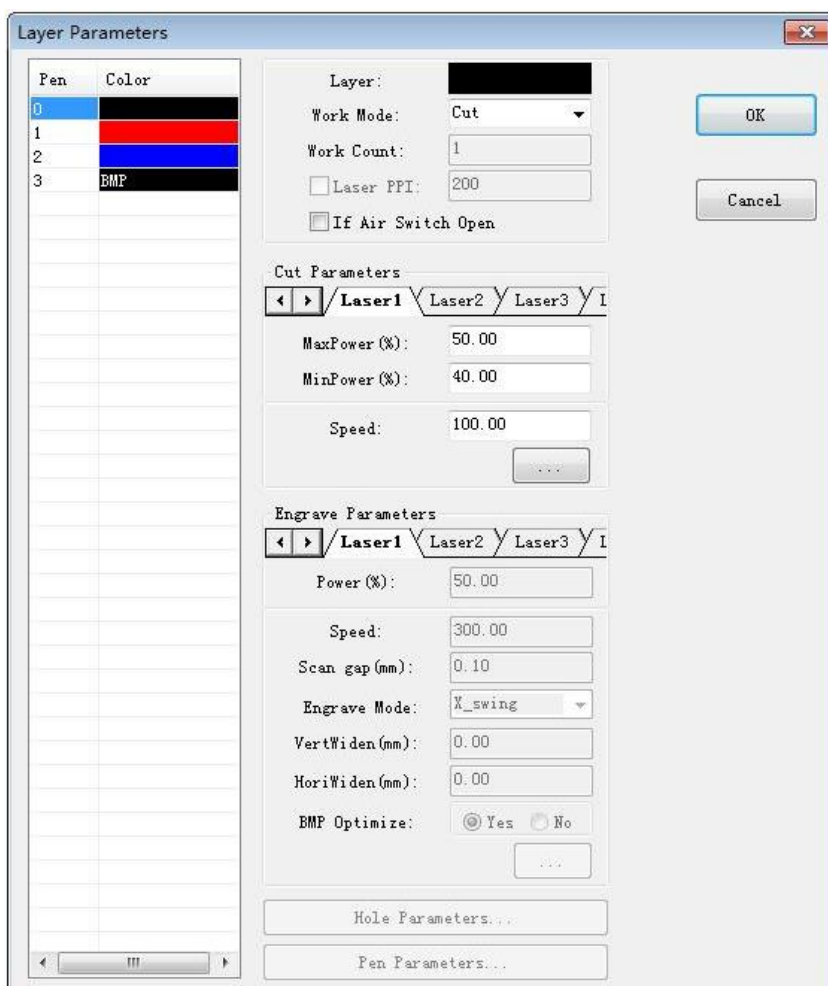 Layer Parameters
Pen Color
0
1
2
3 BMP
Layer:
Work Mode: Cut
Work Count: 1
Laser PPI: 200
If Air Switch Open
OK
Cancel
Cut Parameters
Laser1 Laser2 Laser3 L
MaxPower(%): 50.00
MinPower(%): 40.00
Speed: 100.00
...
Engrave Parameters
Laser1 Laser2 Laser3 L
Power(%): 50.00
Speed: 300.00
Scan gap(mm): 0.10
Engrave Mode: X_swing
VertWiden(mm): 0.00
HoriWiden(mm): 0.00
BMP Optimize: Yes No
...
Hole Parameters...
Pen Parameters...